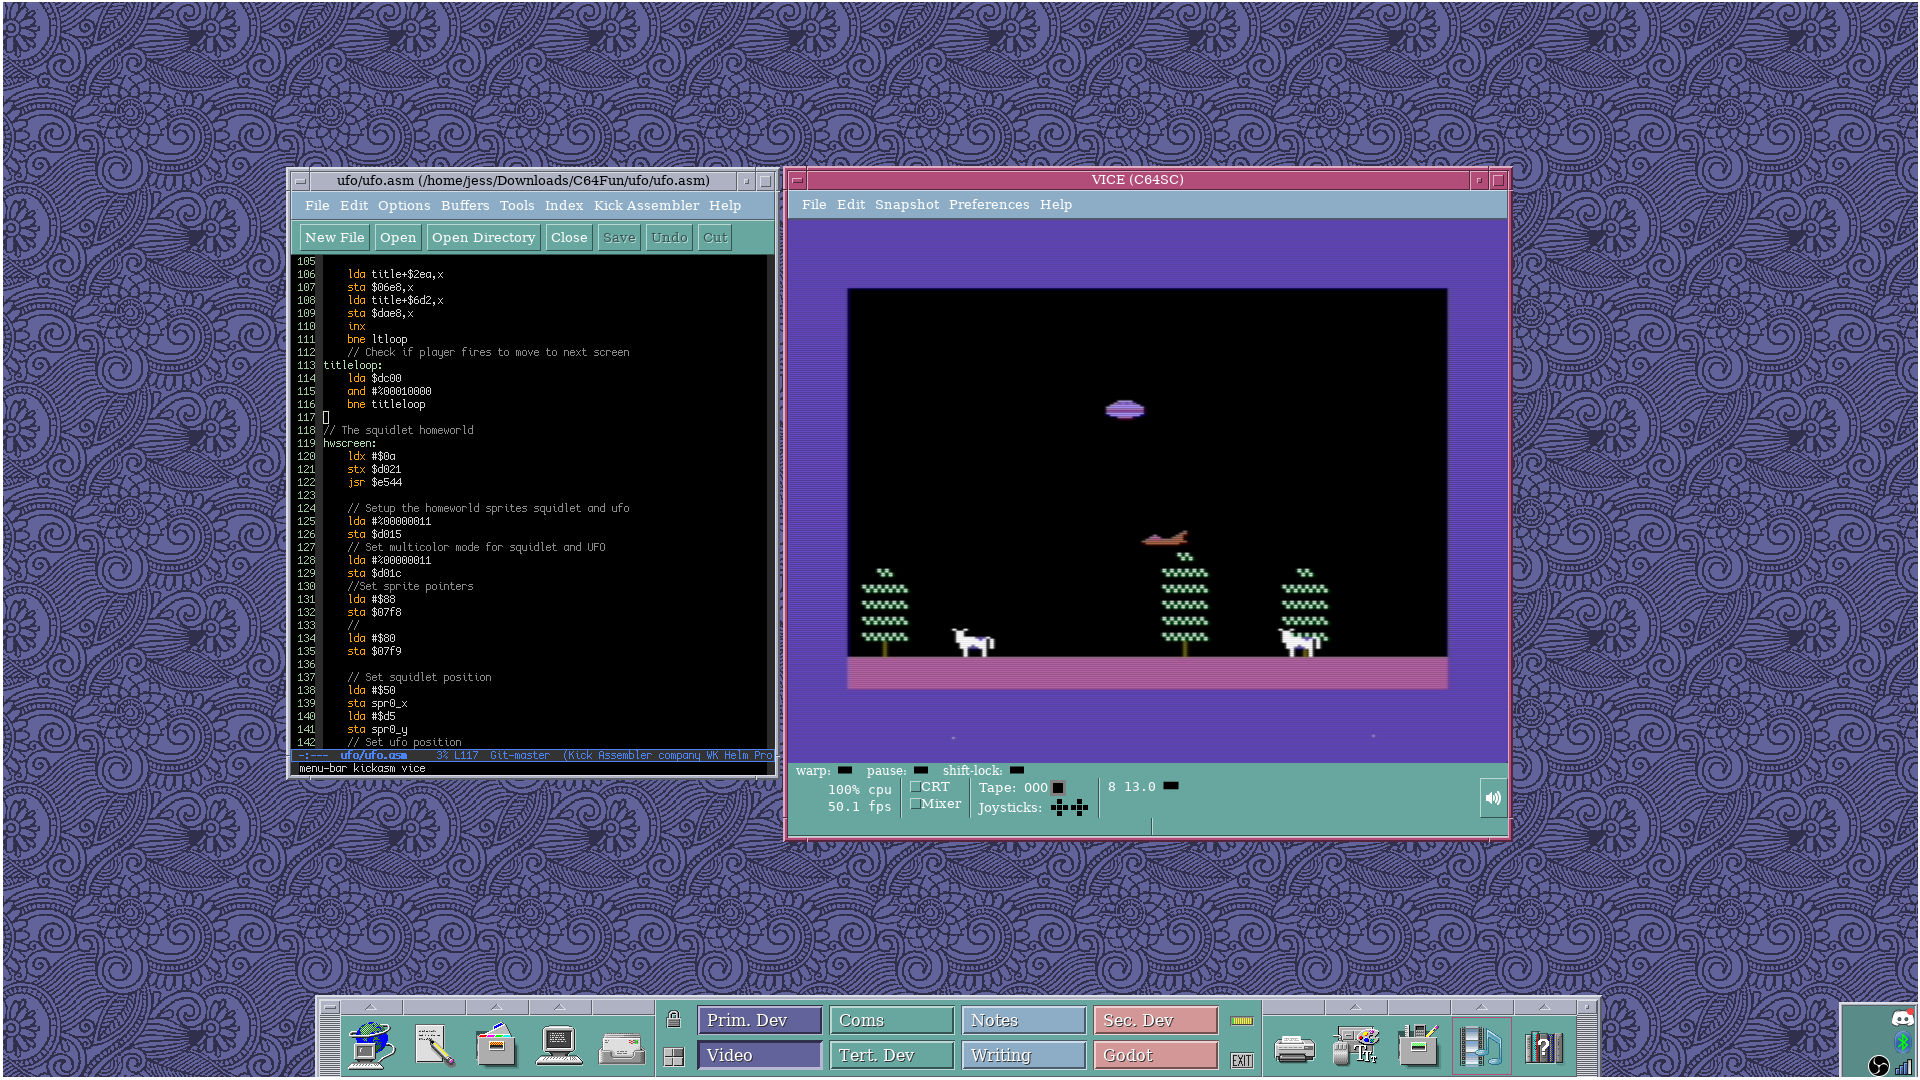 ufo/ufo.asm (/home/jess/Downloads/C64Fun/ufo/ufo.asm)
File Edit Options Buffers Tools Index Kick Assembler Help
New File Open Open Directory Close Save Undo Cut
105
106 lda title+$2ea,x
107 sta $06e8,x
108 lda title+$6d2,x
109 sta $dae8,x
110 inx
111 bne ltloop
112 // Check if player fires to move to next screen
113 titleloop:
114 lda $dc00
115 and #%00010000
116 bne titleloop
117
118 // The squidlet homeworld
119 hwscreen:
120 ldx #$0a
121 stx $d021
122 jsr $e544
123
124 // Setup the homeworld sprites squidlet and ufo
125 lda #%00000011
126 sta $d015
127 // Set multicolor mode for squidlet and UFO
128 lda #%00000011
129 sta $d01c
130 //Set sprite pointers
131 lda #$88
132 sta $07f8
133 //
134 lda #$80
135 sta $07f9
136
137 // Set squidlet position
138 lda #$50
139 sta spr0_x
140 lda #$d5
141 sta spr0_y
142 // Set ufo position
-:--- ufo/ufo.asm 3% L117 Git-master (Kick Assembler company WK Helm Pro
menu-bar kickasm vice
VICE (C64SC)
File Edit Snapshot Preferences Help
warp: pause: shift-lock:
100% cpu CRT Tape: 000 8 13.0
50.1 fps Mixer Joysticks:
Prim. Dev Coms Notes Sec. Dev
Video Tert. Dev Writing Godot EXIT